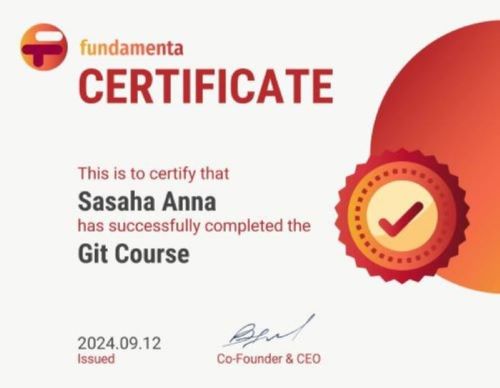 fundamenta
CERTIFICATE
This is to certify that
Sasaha Anna
has successfully completed the
Git Course
2024.09.12
Issued
Co-Founder & CEO